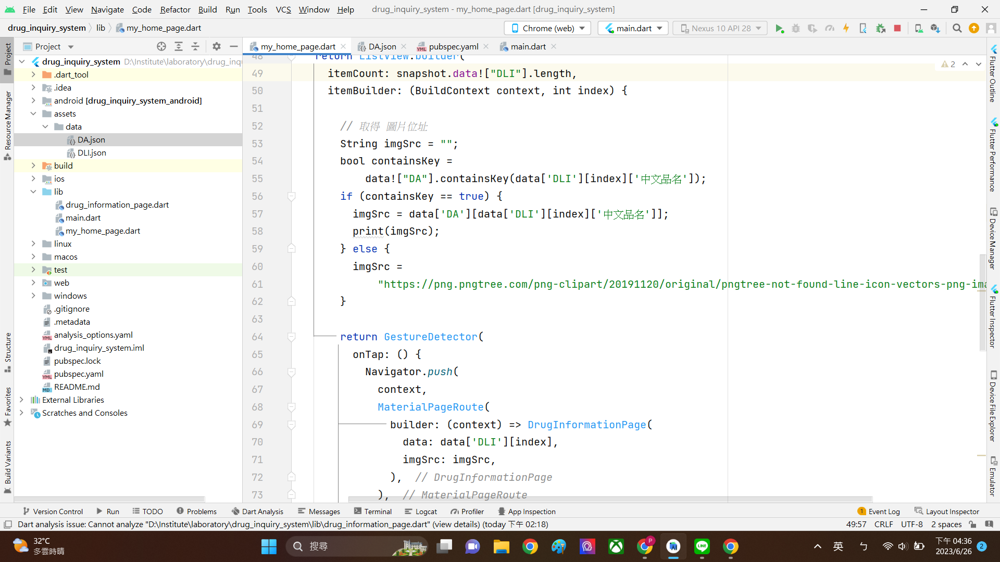 File Edit View Navigate Code Refactor Build Run Tools VCS Window Help drug_inquiry_system - my_home_page.dart [drug_inquiry_system]
drug_inquiry_system lib my_home_page.dart Chrome (web) main.dart Nexus 10 API 28
Project my_home_page.dart DA.json pubspec.yaml main.dart
drug_inquiry_system D:\Institute\laboratory\drug_inq
.dart_tool
.idea
android [drug_inquiry_system_android]
assets
data
DA.json
DLI.json
build
ios
lib
drug_information_page.dart
main.dart
my_home_page.dart
linux
macos
test
web
windows
.gitignore
.metadata
analysis_options.yaml
drug_inquiry_system.iml
pubspec.lock
pubspec.yaml
README.md
External Libraries
Scratches and Consoles
Project
Resource Manager
Structure
Favorites
Build Variants
2
48 return ListView.builder(
49 itemCount: snapshot.data!["DLI"].length,
50 itemBuilder: (BuildContext context, int index) {
51
52 // 取得 圖片位址
53 String imgSrc = "";
54 bool containsKey =
55 data!["DA"].containsKey(data['DLI'][index]['中文品名']);
56 if (containsKey == true) {
57 imgSrc = data['DA'][data['DLI'][index]['中文品名']];
58 print(imgSrc);
59 } else {
60 imgSrc =
61 "https://png.pngtree.com/png-clipart/20191120/original/pngtree-not-found-line-icon-vectors-png-ima
62 }
63
64 return GestureDetector(
65 onTap: () {
66 Navigator.push(
67 context,
68 MaterialPageRoute(
69 builder: (context) => DrugInformationPage(
70 data: data['DLI'][index],
71 imgSrc: imgSrc,
72 ), // DrugInformationPage
73 ), // MaterialPageRoute
Flutter Outline
Flutter Performance
Device Manager
Flutter Inspector
Device File Explorer
Emulator
Version Control Run TODO Problems Dart Analysis Messages Terminal Logcat Profiler App Inspection 1 Event Log Layout Inspector
Dart analysis issue: Cannot analyze "D:\Institute\laboratory\drug_inquiry_system\lib\drug_information_page.dart" (view details) (today 下午 02:18) 49:57 CRLF UTF-8 2 spaces
32°C
多雲時晴
搜尋
P
LINE
英
ㄅ
下午 04:36
2023/6/26
2